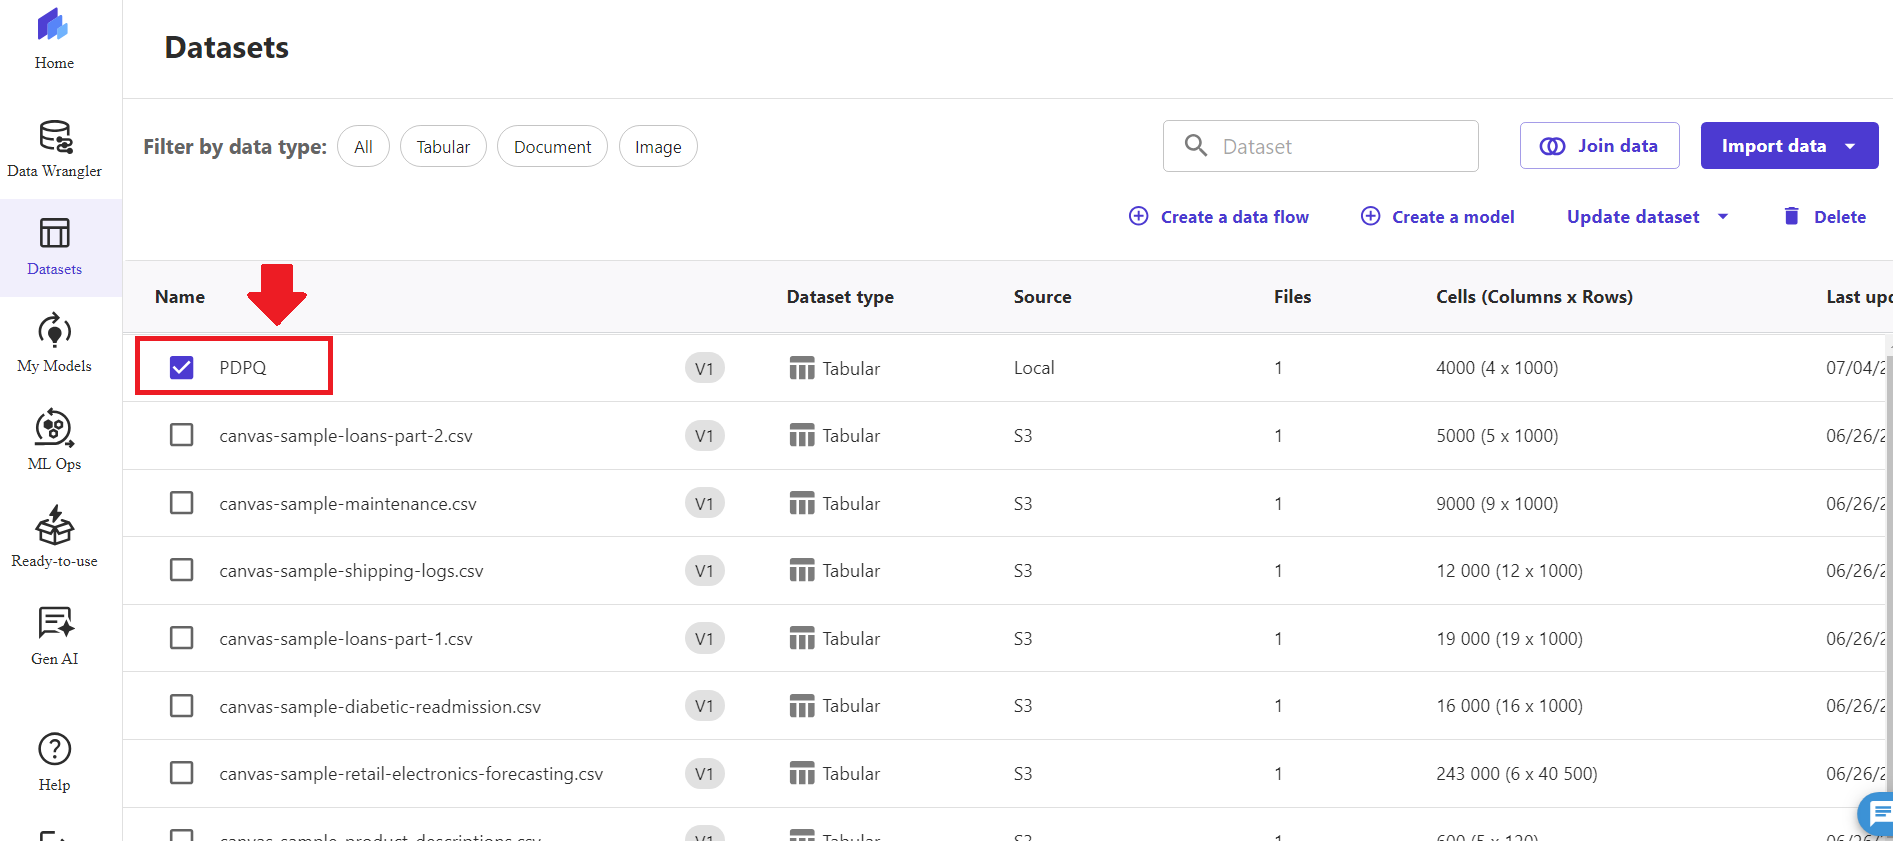 Home
Data Wrangler
Datasets
My Models
ML Ops
Ready-to-use
Gen AI
Help
Datasets
Filter by data type: All Tabular Document Image
Dataset Join data Import data
Create a data flow Create a model Update dataset Delete
Name Dataset type Source Files Cells (Columns x Rows) Last upd
PDPQ V1 Tabular Local 1 4000 (4 x 1000) 07/04/2
canvas-sample-loans-part-2.csv V1 Tabular S3 1 5000 (5 x 1000) 06/26/2
canvas-sample-maintenance.csv V1 Tabular S3 1 9000 (9 x 1000) 06/26/2
canvas-sample-shipping-logs.csv V1 Tabular S3 1 12 000 (12 x 1000) 06/26/2
canvas-sample-loans-part-1.csv V1 Tabular S3 1 19 000 (19 x 1000) 06/26/2
canvas-sample-diabetic-readmission.csv V1 Tabular S3 1 16 000 (16 x 1000) 06/26/2
canvas-sample-retail-electronics-forecasting.csv V1 Tabular S3 1 243 000 (6 x 40 500) 06/26/2
canvas-sample-product-descriptions.csv V1 Tabular S3 1 600 (5 x 120) 06/26/2